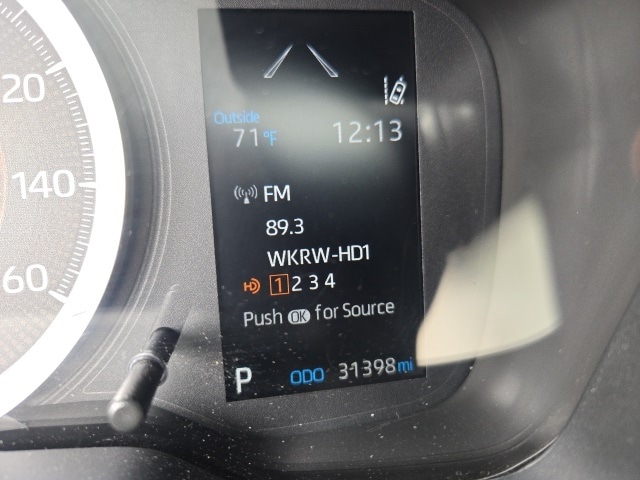 Outside
71°F 12:13
FM
89.3
WKRW-HD1
HD 1 2 3 4
Push OK for Source
P ODO 31398 mi
20
140
60